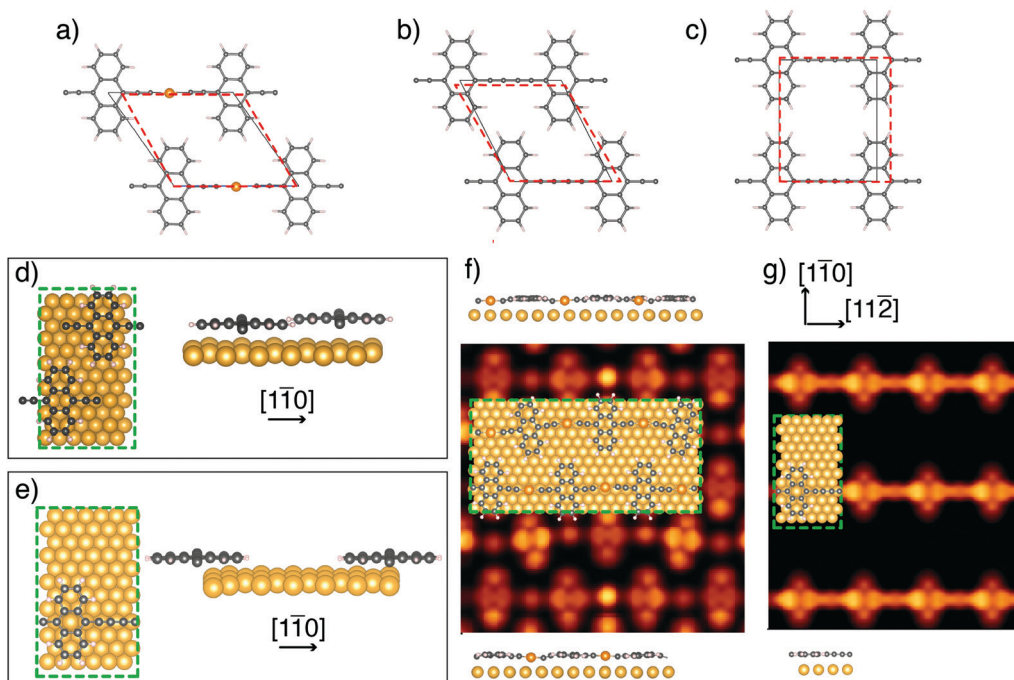 a)
b)
c)
d)
[11̅0]
e)
[11̅0]
f)
g)
[11̅0]
[112̅]